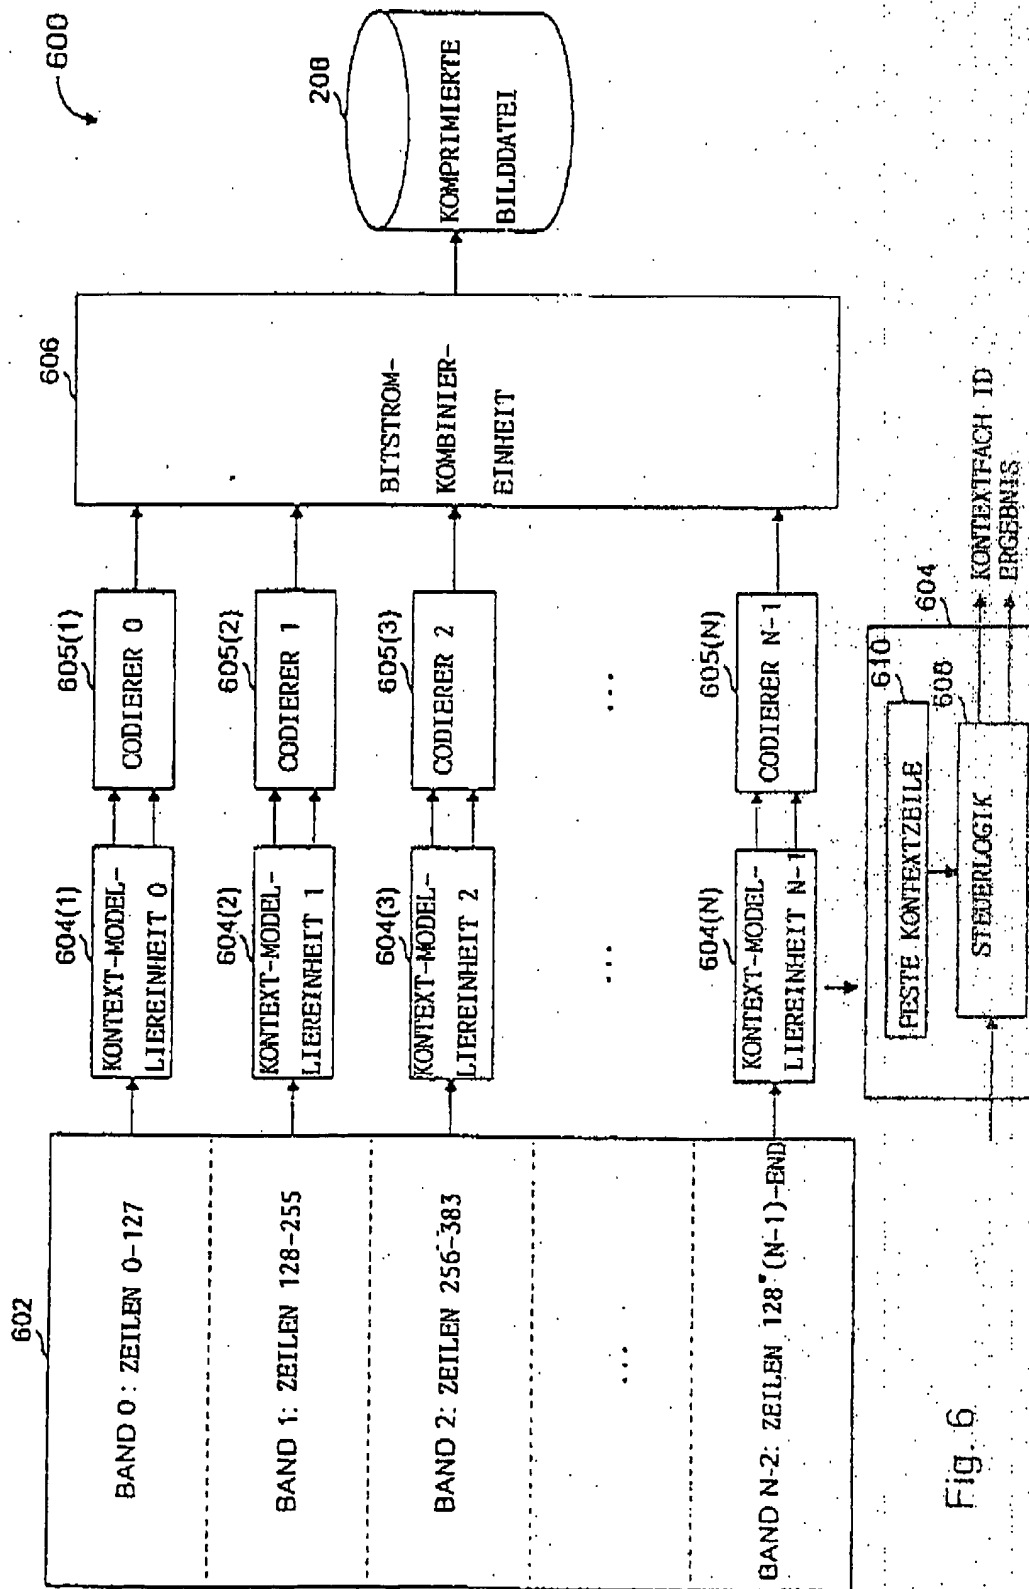 600
602
BAND 0: ZEILEN 0-127
BAND 1: ZEILEN 128-255
BAND 2: ZEILEN 256-383
...
BAND N-2: ZEILEN 128*(N-1)-END
604(1)
KONTEXT-MODEL-
LIEREINHEIT 0
604(2)
KONTEXT-MODEL-
LIEREINHEIT 1
604(3)
KONTEXT-MODEL-
LIEREINHEIT 2
...
604(N)
KONTEXT-MODEL-
LIEREINHEIT N-1
605(1)
CODIERER 0
605(2)
CODIERER 1
605(3)
CODIERER 2
...
605(N)
CODIERER N-1
606
BITSTROM-
KOMBINIER-
EINHEIT
208
KOMPRIMIERTE
BILDDATEI
604
610
FESTE KONTEXTZEILE
608
STEUERLOGIK
KONTEXTFACH ID
ERGEBNIS
Fig. 6